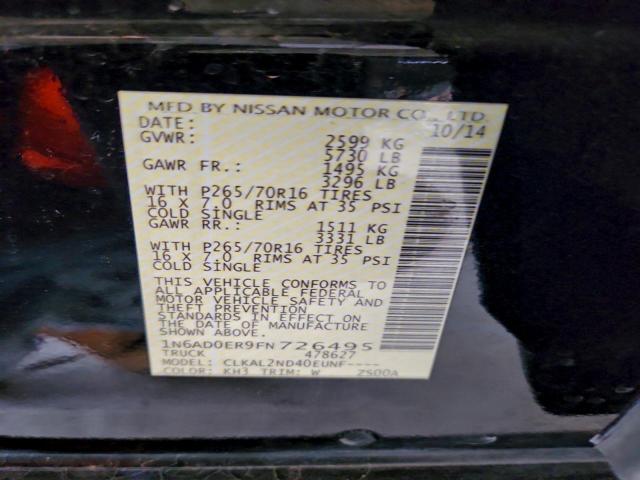 MFD BY NISSAN MOTOR CO., LTD.
DATE: 10/14
GVWR: 2599 KG
5730 LB
GAWR FR.: 1495 KG
3296 LB
WITH P265/70R16 TIRES
16 X 7.0 RIMS AT 35 PSI
COLD SINGLE
GAWR RR.: 1511 KG
3331 LB
WITH P265/70R16 TIRES
16 X 7.0 RIMS AT 35 PSI
COLD SINGLE
THIS VEHICLE CONFORMS TO
ALL APPLICABLE FEDERAL
MOTOR VEHICLE SAFETY AND
THEFT PREVENTION
STANDARDS IN EFFECT ON
THE DATE OF MANUFACTURE
SHOWN ABOVE.
1N6AD0ER9FN726495
TRUCK 478627
MODEL: CLKAL2ND40EUNF----
COLOR: KH3 TRIM: W 2S00A